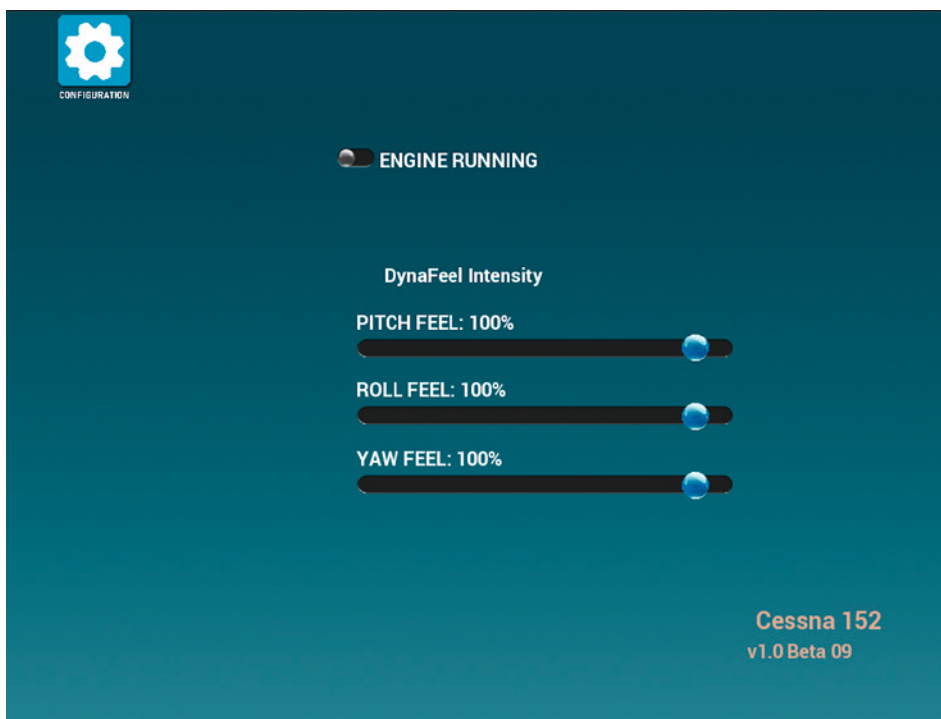 CONFIGURATION
ENGINE RUNNING
DynaFeel Intensity
PITCH FEEL: 100%
ROLL FEEL: 100%
YAW FEEL: 100%
Cessna 152
v1.0 Beta 09